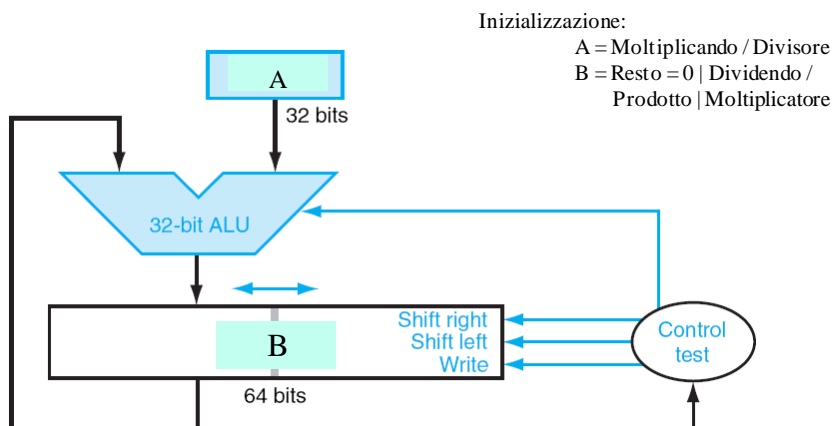 Inizializzazione:
A = Moltiplicando / Divisore
B = Resto = 0 | Dividendo /
Prodotto | Moltiplicatore
A
32 bits
32-bit ALU
Shift right
Shift left
Write
B
64 bits
Control
test